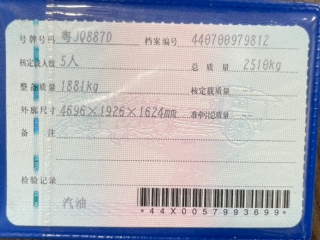 号牌号码 粤JQ887D 档案编号 440700979812
核定载人数 5人 总质量 2510kg
整备质量 1881kg 核定载质量
外廓尺寸 4696×1926×1624mm 准牵引总质量
备注
检验记录
汽油
*44X0057993699*